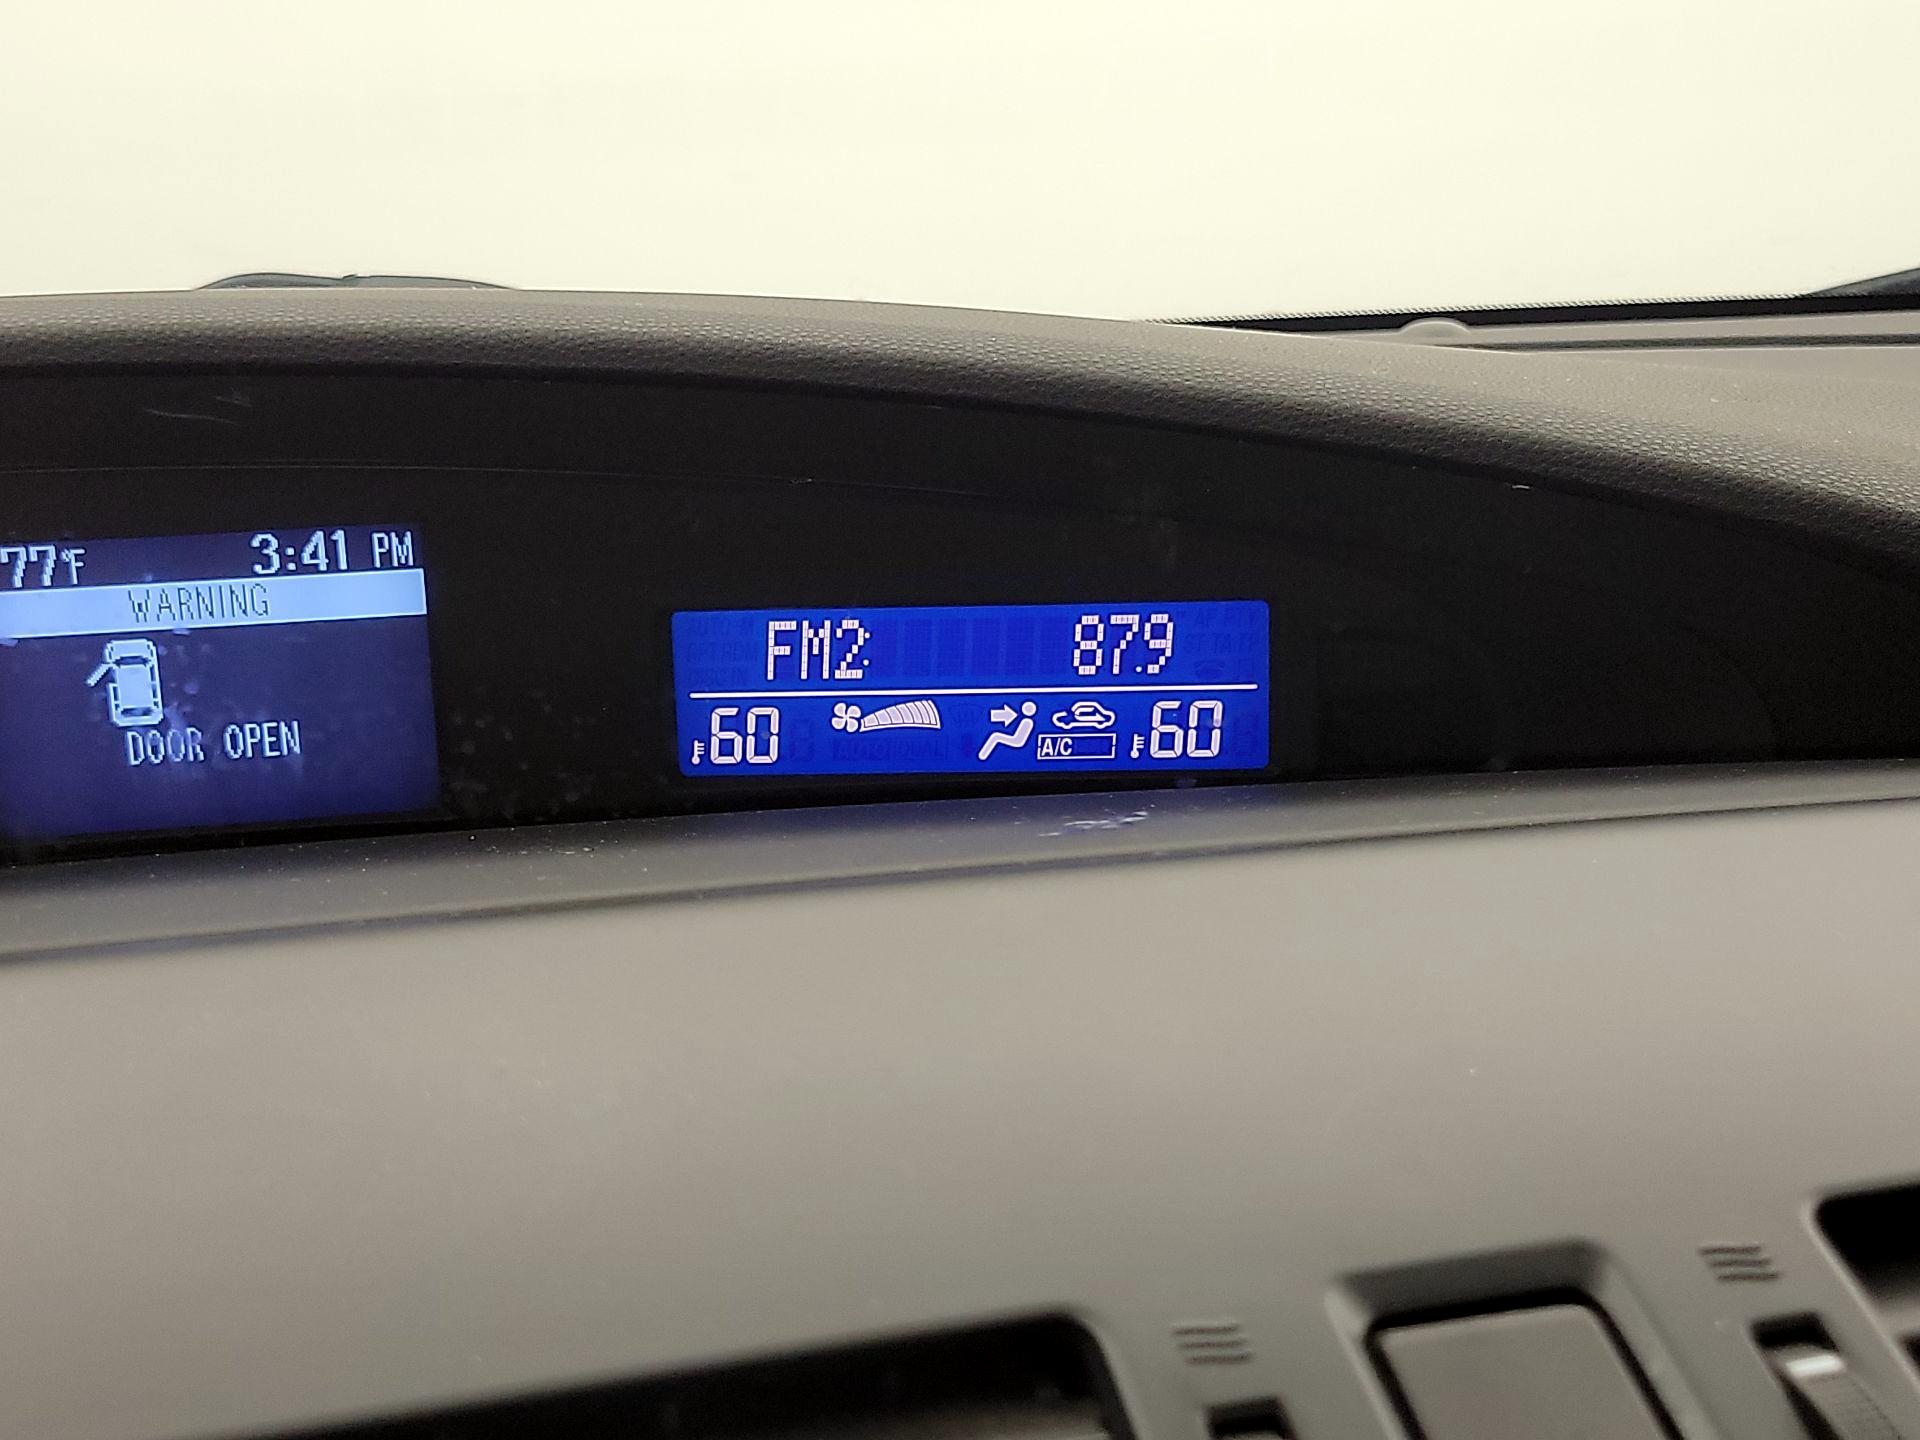 77°F 3:41 PM
WARNING
DOOR OPEN
FM2 87.9
60 A/C 60